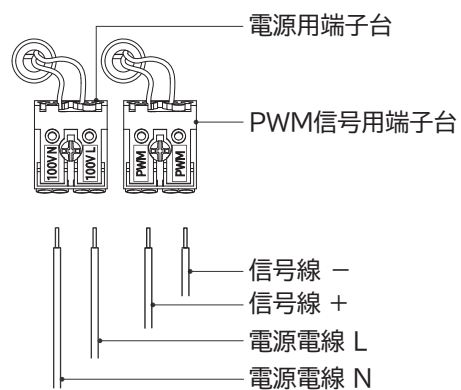 電源用端子台
PWM信号用端子台
100V N
100V L
PWM
PWM
信号線 −
信号線 +
電源電線 L
電源電線 N